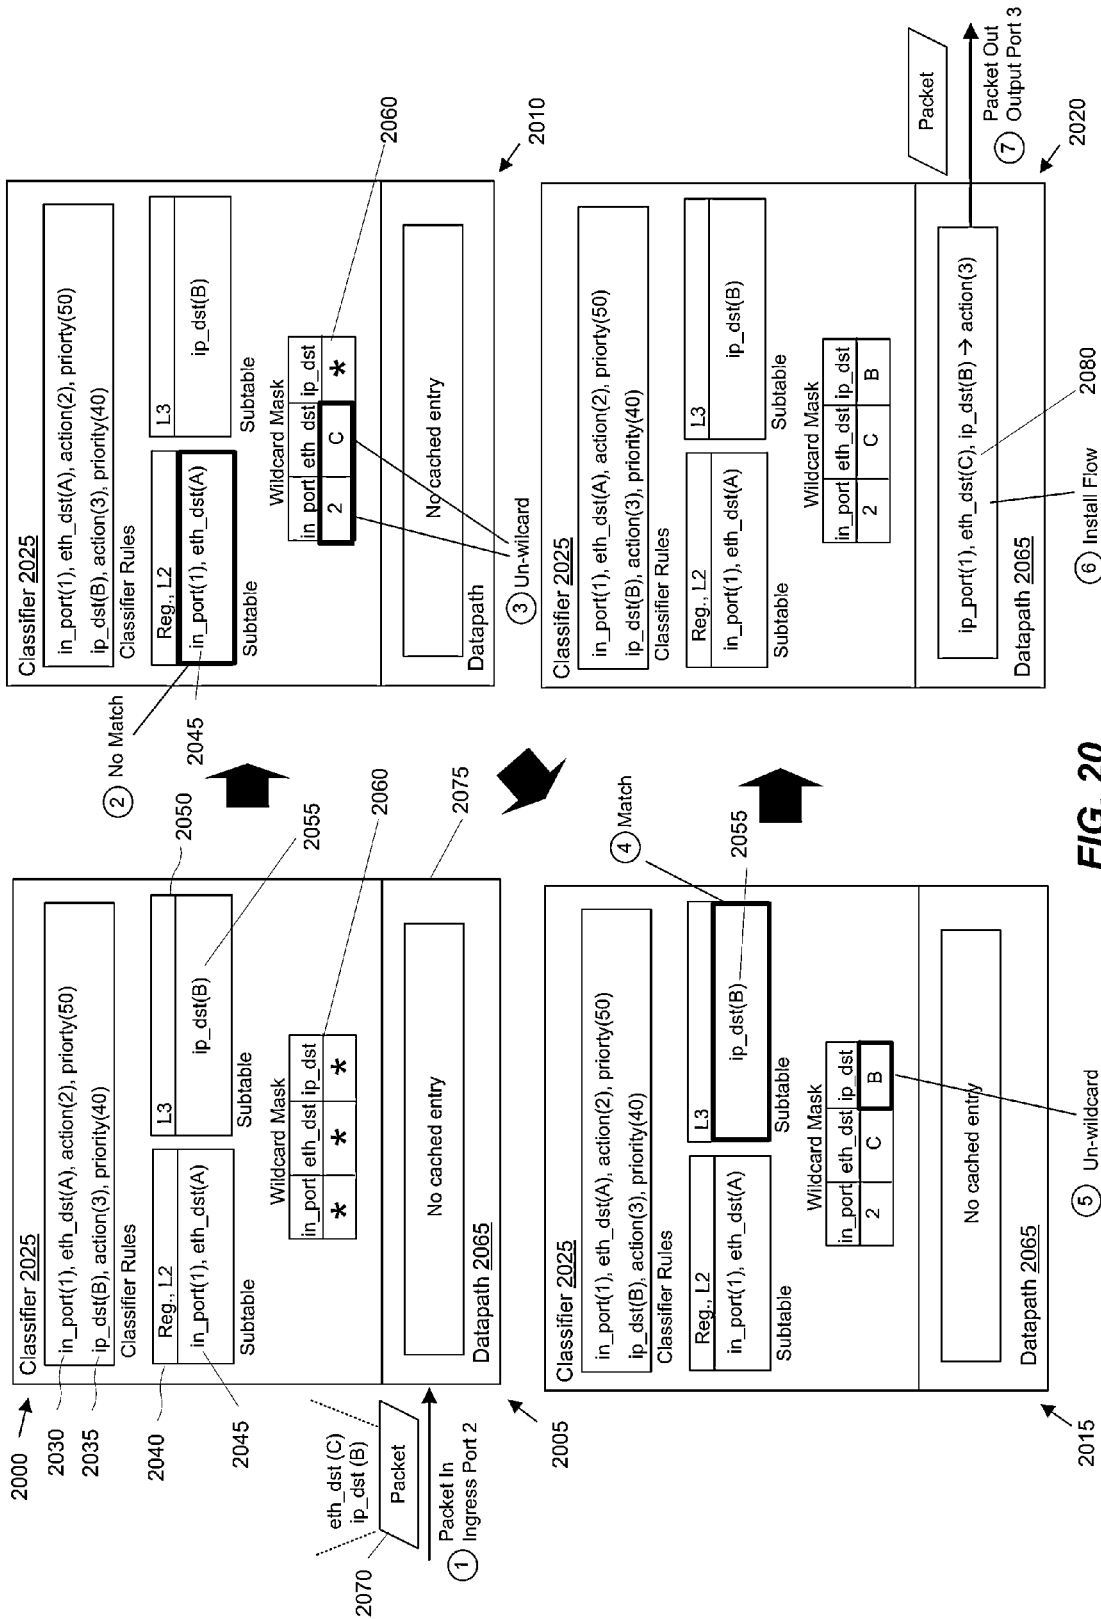 2000
Classifier 2025
2030
in_port(1), eth_dst(A), action(2), priorty(50)
2035
ip_dst(B), action(3), priority(40)
Classifier Rules
2040
Reg., L2
in_port(1), eth_dst(A)
Subtable
2045
L3
2050
ip_dst(B)
2055
Subtable
Wildcard Mask
in_port eth_dst ip_dst
* * *
2060
2075
No cached entry
Datapath 2065
eth_dst (C)
ip_dst (B)
Packet
2070
1 Packet In
Ingress Port 2
2005
2 No Match
2045
Classifier 2025
in_port(1), eth_dst(A), action(2), priorty(50)
ip_dst(B), action(3), priority(40)
Classifier Rules
Reg., L2
in_port(1), eth_dst(A)
Subtable
L3
ip_dst(B)
Subtable
Wildcard Mask
in_port eth_dst ip_dst
2 C *
2060
3 Un-wilcard
No cached entry
Datapath
2010
Classifier 2025
in_port(1), eth_dst(A), action(2), priorty(50)
ip_dst(B), action(3), priority(40)
Classifier Rules
Reg., L2
in_port(1), eth_dst(A)
Subtable
L3
ip_dst(B)
Subtable
4 Match
2055
Wildcard Mask
in_port eth_dst ip_dst
2 C B
No cached entry
Datapath 2065
5 Un-wildcard
2015
Classifier 2025
in_port(1), eth_dst(A), action(2), priorty(50)
ip_dst(B), action(3), priority(40)
Classifier Rules
Reg., L2
in_port(1), eth_dst(A)
Subtable
L3
ip_dst(B)
Subtable
Wildcard Mask
in_port eth_dst ip_dst
2 C B
ip_port(1), eth_dst(C), ip_dst(B) → action(3)
Datapath 2065
2080
6 Install Flow
Packet
Packet Out
7 Output Port 3
2020
FIG. 20